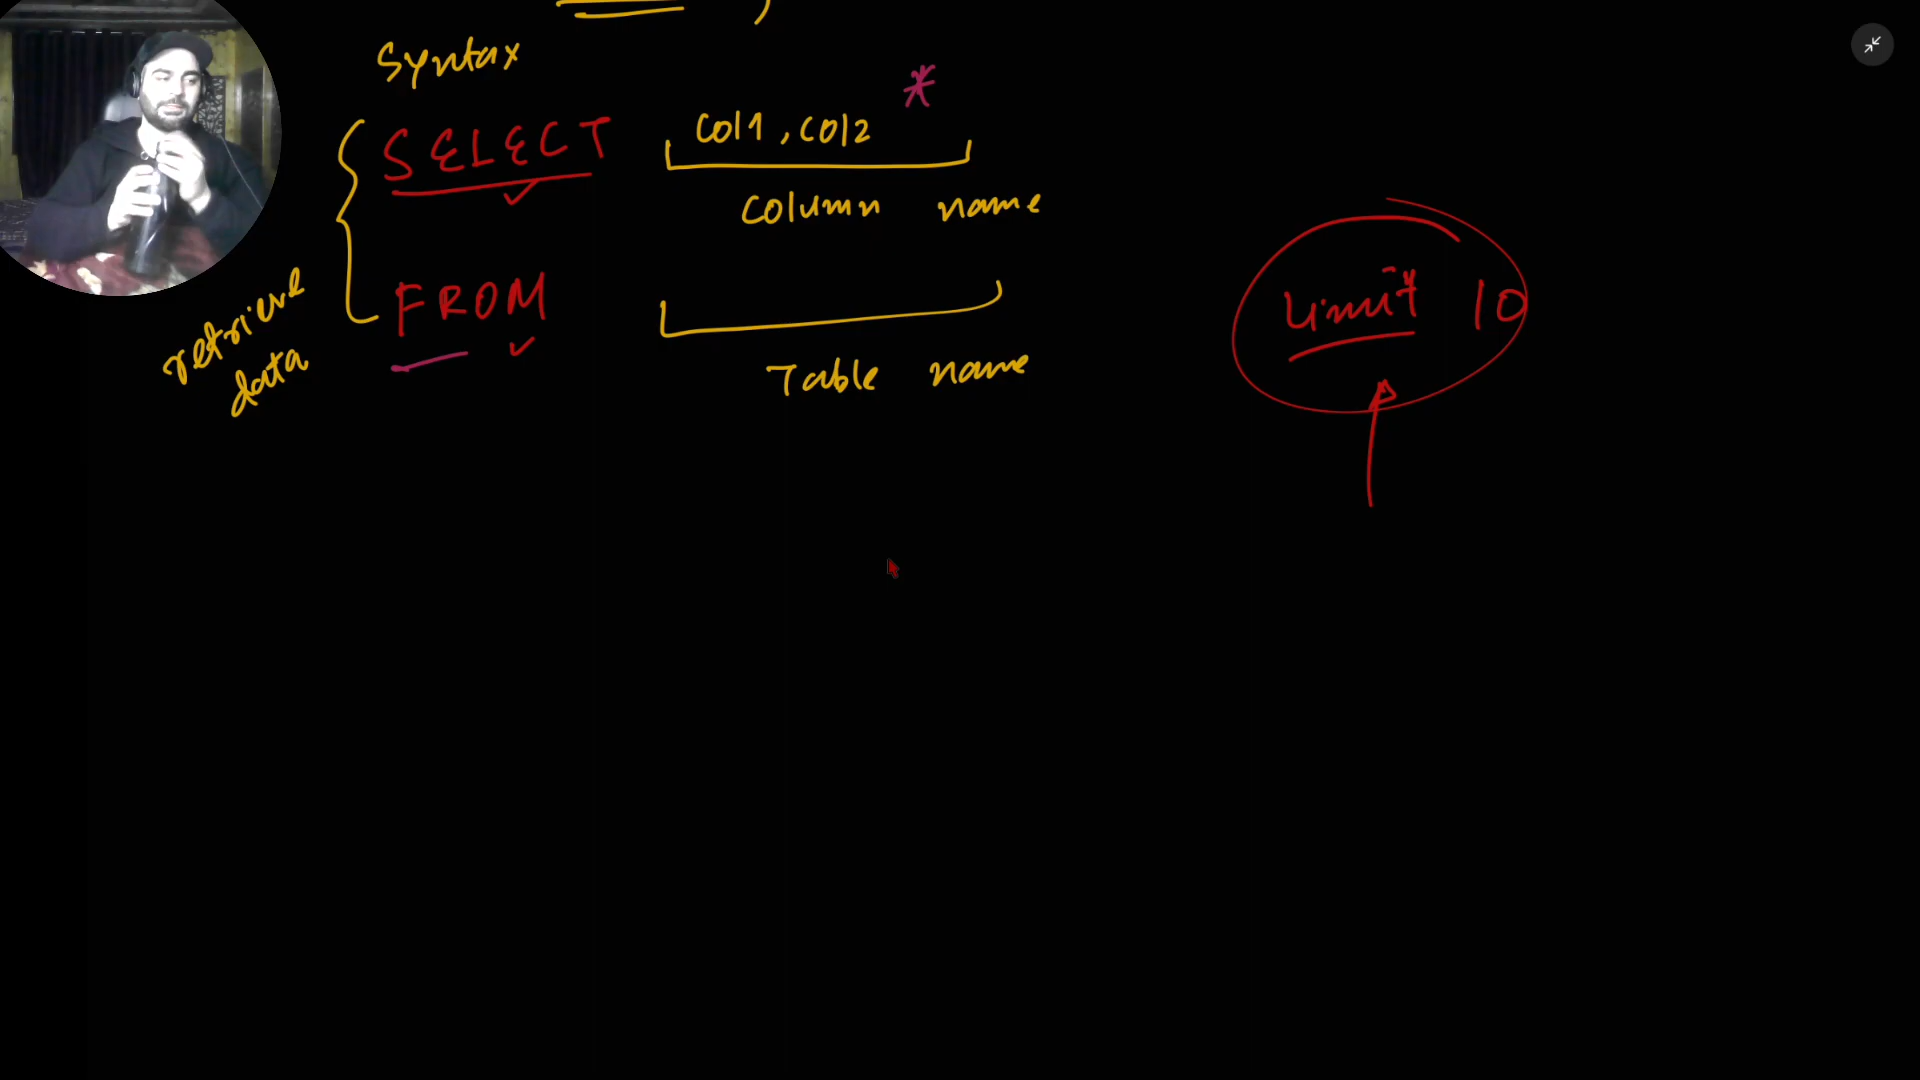 Syntax
SELECT col1, col2 *
column name
FROM
Table name
retrieve
data
Limit 10